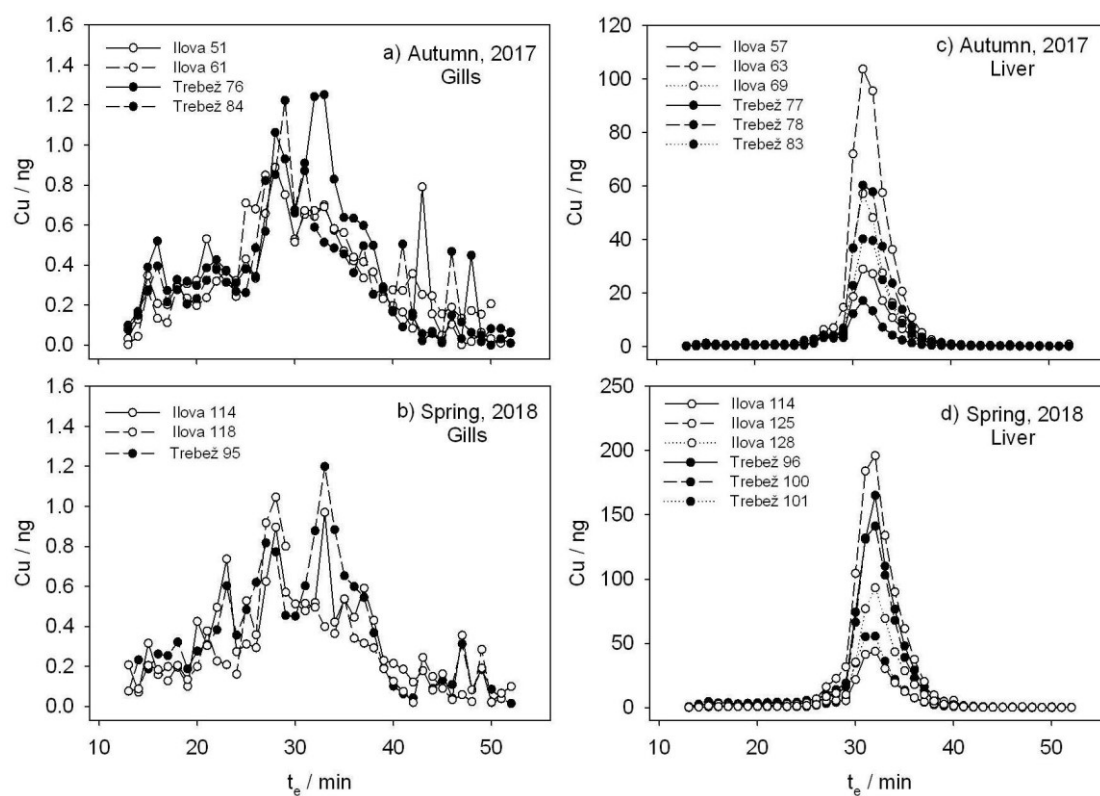 1.6
1.4
1.2
1.0
0.8
0.6
0.4
0.2
0.0
Cu / ng
Ilova 51
Ilova 61
Trebež 76
Trebež 84
a) Autumn, 2017
Gills
120
100
80
60
40
20
0
Cu / ng
Ilova 57
Ilova 63
Ilova 69
Trebež 77
Trebež 78
Trebež 83
c) Autumn, 2017
Liver
1.6
1.4
1.2
1.0
0.8
0.6
0.4
0.2
0.0
Cu / ng
Ilova 114
Ilova 118
Trebež 95
b) Spring, 2018
Gills
10
20
30
40
50
te / min
250
200
150
100
50
0
Cu / ng
Ilova 114
Ilova 125
Ilova 128
Trebež 96
Trebež 100
Trebež 101
d) Spring, 2018
Liver
10
20
30
40
50
te / min